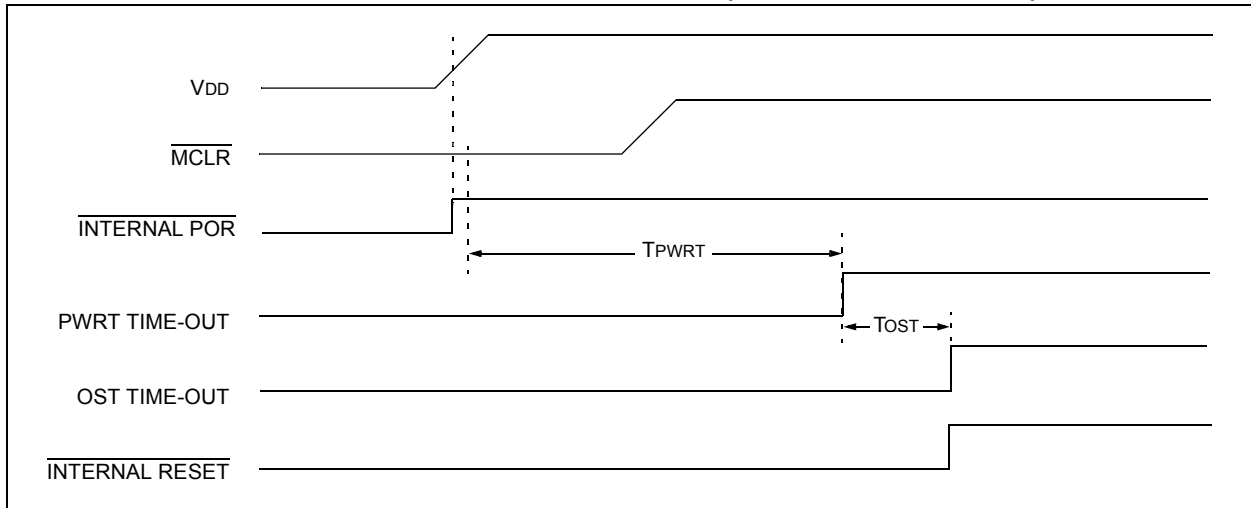 VDD
MCLR
INTERNAL POR
TPWRT
PWRT TIME-OUT
TOST
OST TIME-OUT
INTERNAL RESET